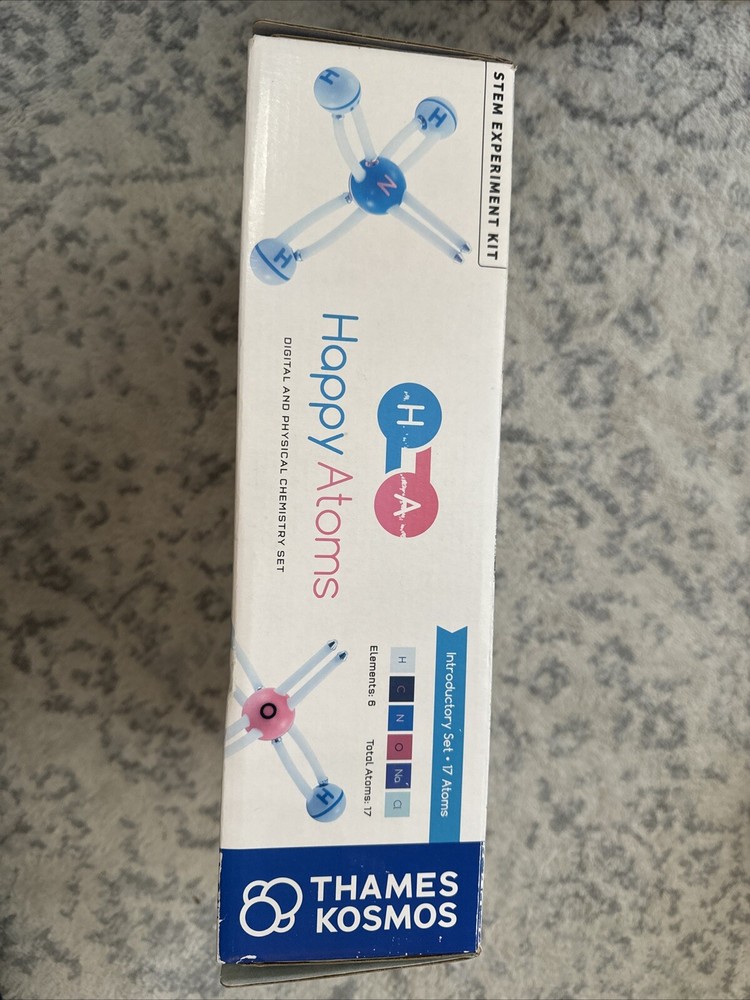 STEM EXPERIMENT KIT
H
H
N
H
H
A
Happy Atoms
DIGITAL AND PHYSICAL CHEMISTRY SET
Introductory Set • 17 Atoms
H C N O Na Cl
Elements: 6 Total Atoms: 17
O
H
THAMES
KOSMOS